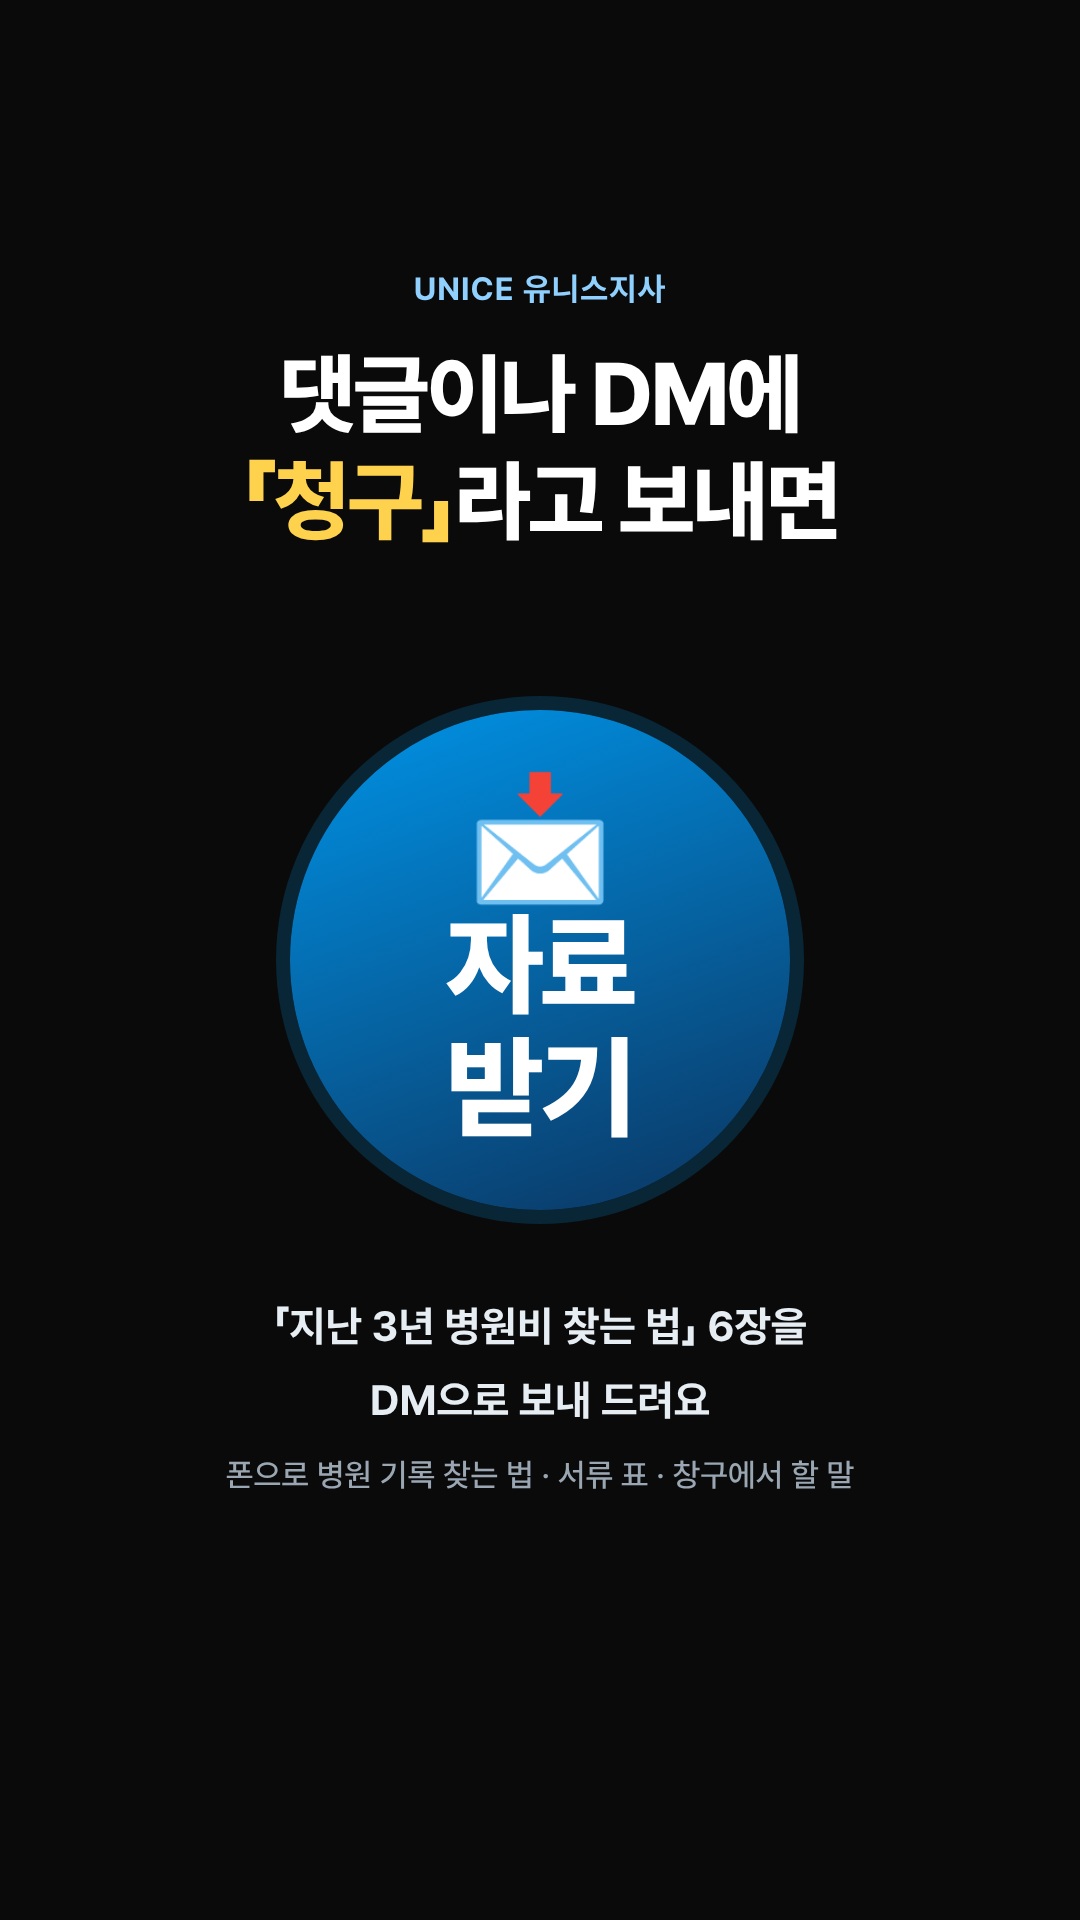 UNICE 유니스지사
댓글이나 DM에
「청구」라고 보내면
자료
받기
「지난 3년 병원비 찾는 법」 6장을
DM으로 보내 드려요
폰으로 병원 기록 찾는 법 · 서류 표 · 창구에서 할 말